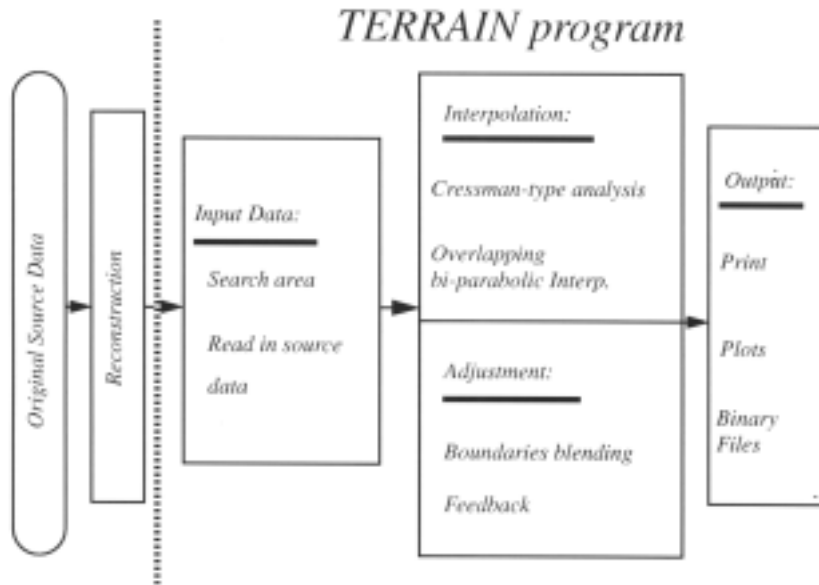 TERRAIN program
Original Source Data
Reconstruction
Input Data:
Search area
Read in source
data
Interpolation:
Cressman-type analysis
Overlapping
bi-parabolic Interp.
Adjustment:
Boundaries blending
Feedback
Output:
Print
Plots
Binary
Files